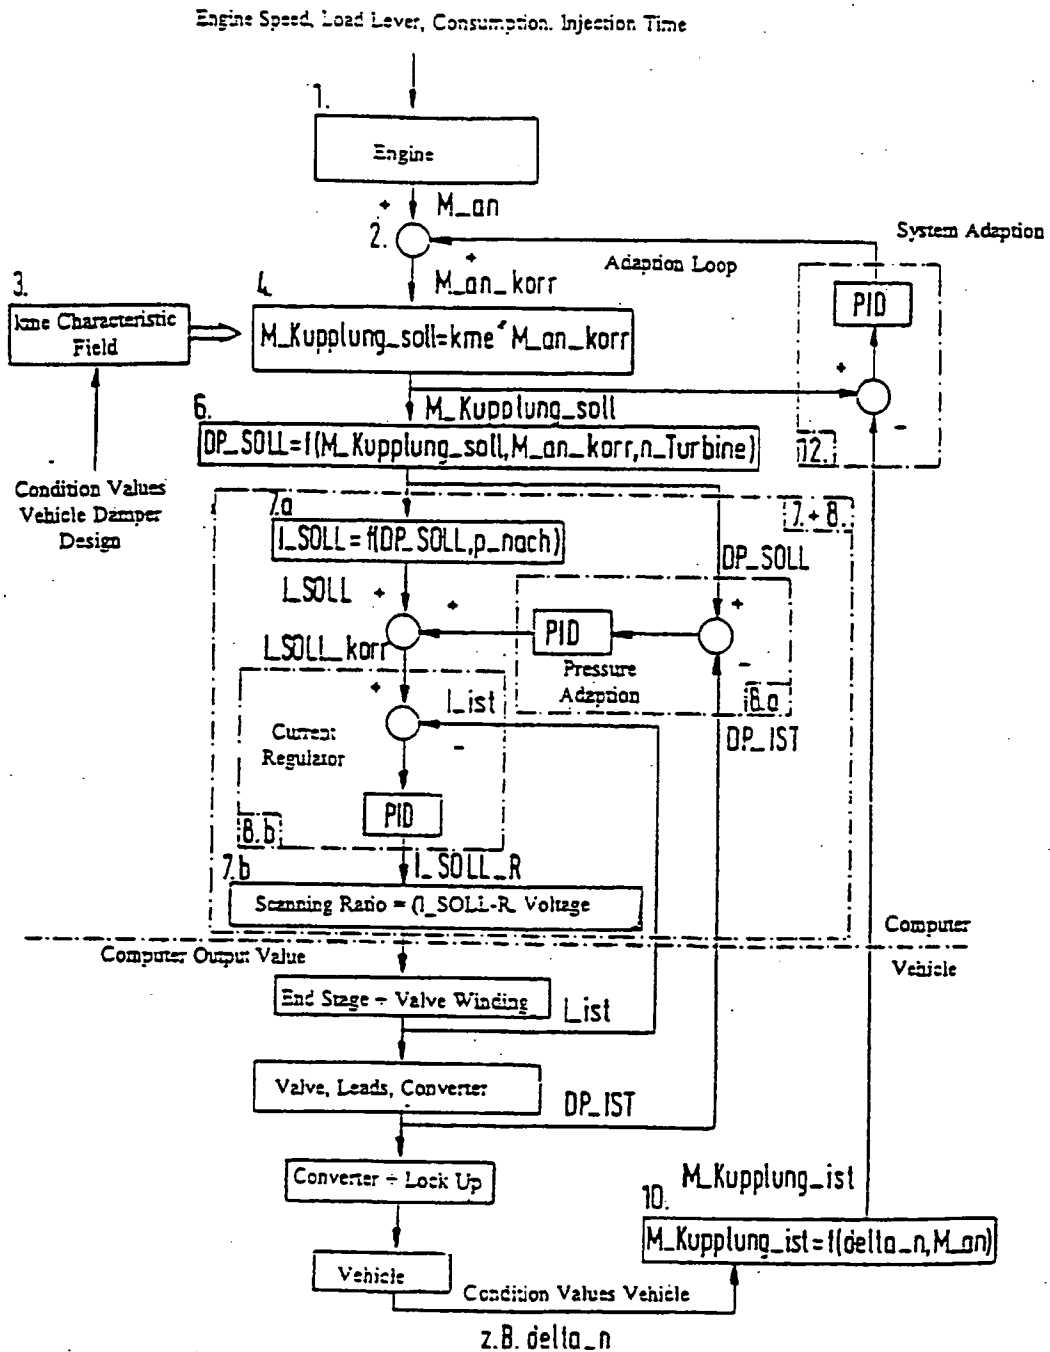 Engine Speed, Load Lever, Consumption. Injection Time
1.
Engine
+
M_an
2.
+
Adaption Loop
System Adaption
M_an_korr
PID
3.
kme Characteristic
Field
4.
M_Kupplung_soll=kme* M_an_korr
+
-
M_Kupplung_soll
12.
6.
DP_SOLL=f(M_Kupplung_soll,M_an_korr,n_Turbine)
Condition Values
Vehicle Damper
Design
7.a
7. + 8.
I_SOLL = f(DP_SOLL,p_nach)
DP_SOLL
I_SOLL
+
+
+
PID
I_SOLL_korr
Pressure
Adaption
-
8.a
+
I_ist
DP_IST
Current
Regulator
-
PID
8.b
7.b
I_SOLL_R
Scanning Ratio = (I_SOLL-R. Voltage
Computer
Computer Output Value
Vehicle
End Stage + Valve Winding
I_ist
Valve, Leads, Converter
DP_IST
Converter + Lock Up
M_Kupplung_ist
10.
M_Kupplung_ist=f(delta_n,M_an)
Vehicle
Condition Values Vehicle
z.B. delta_n